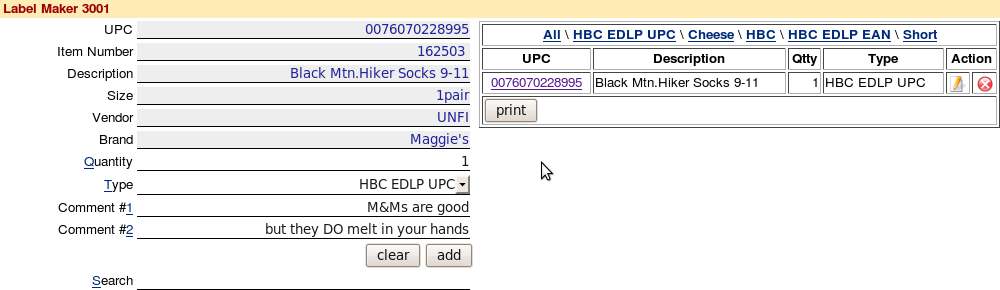 Label Maker 3001
UPC 0076070228995
Item Number 162503
Description Black Mtn.Hiker Socks 9-11
Size 1pair
Vendor UNFI
Brand Maggie's
Quantity 1
Type HBC EDLP UPC
Comment #1 M&Ms are good
Comment #2 but they DO melt in your hands
clear add
Search
All \ HBC EDLP UPC \ Cheese \ HBC \ HBC EDLP EAN \ Short
UPC Description Qtty Type Action
0076070228995 Black Mtn.Hiker Socks 9-11 1 HBC EDLP UPC
print